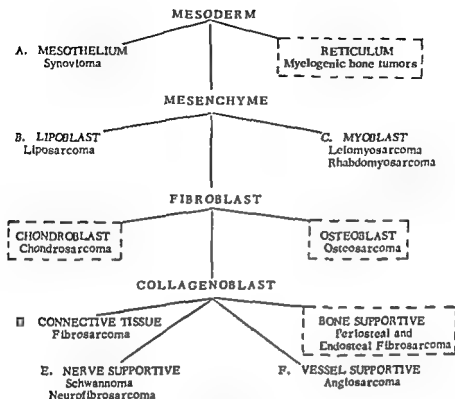 MESODERM
A. MESOTHELIUM
Synovioma
RETICULUM
Myelogenic bone tumors
MESENCHYME
B. LIPOBLAST
Liposarcoma
C. MYOBLAST
Leiomyosarcoma
Rhabdomyosarcoma
FIBROBLAST
CHONDROBLAST
Chondrosarcoma
OSTEOBLAST
Osteosarcoma
COLLAGENOBLAST
D CONNECTIVE TISSUE
Fibrosarcoma
BONE SUPPORTIVE
Periosteal and
Endosteal Fibrosarcoma
E. NERVE SUPPORTIVE
Schwannoma
Neurofibrosarcoma
F. VESSEL SUPPORTIVE
Angiosarcoma